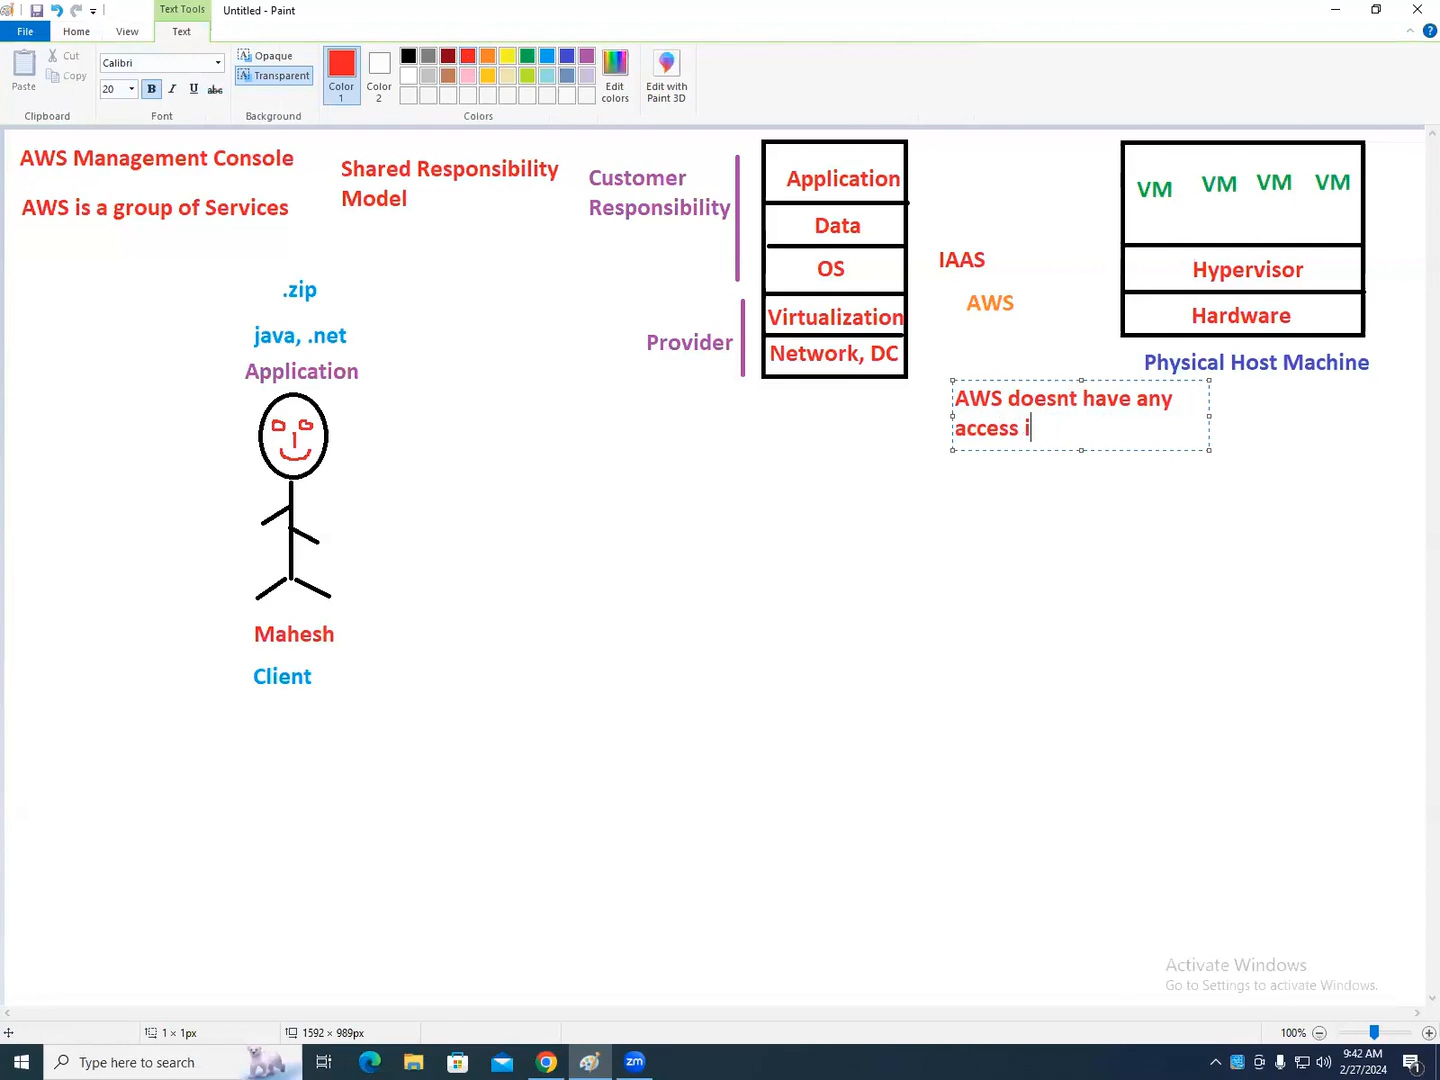 Text Tools
Untitled - Paint
File
Home
View
Text
Paste
Cut
Copy
Clipboard
Calibri
20
B
I
U
abc
Font
Opaque
Transparent
Background
Color
1
Color
2
Edit
colors
Edit with
Paint 3D
Colors
AWS Management Console
AWS is a group of Services
Shared Responsibility
Model
Customer
Responsibility
Provider
Application
Data
OS
Virtualization
Network, DC
IAAS
AWS
VM VM VM VM
Hypervisor
Hardware
Physical Host Machine
AWS doesnt have any
access i
.zip
java, .net
Application
Mahesh
Client
Activate Windows
Go to Settings to activate Windows.
1 × 1px
1592 × 989px
100%
Type here to search
zm
9:42 AM
2/27/2024
1